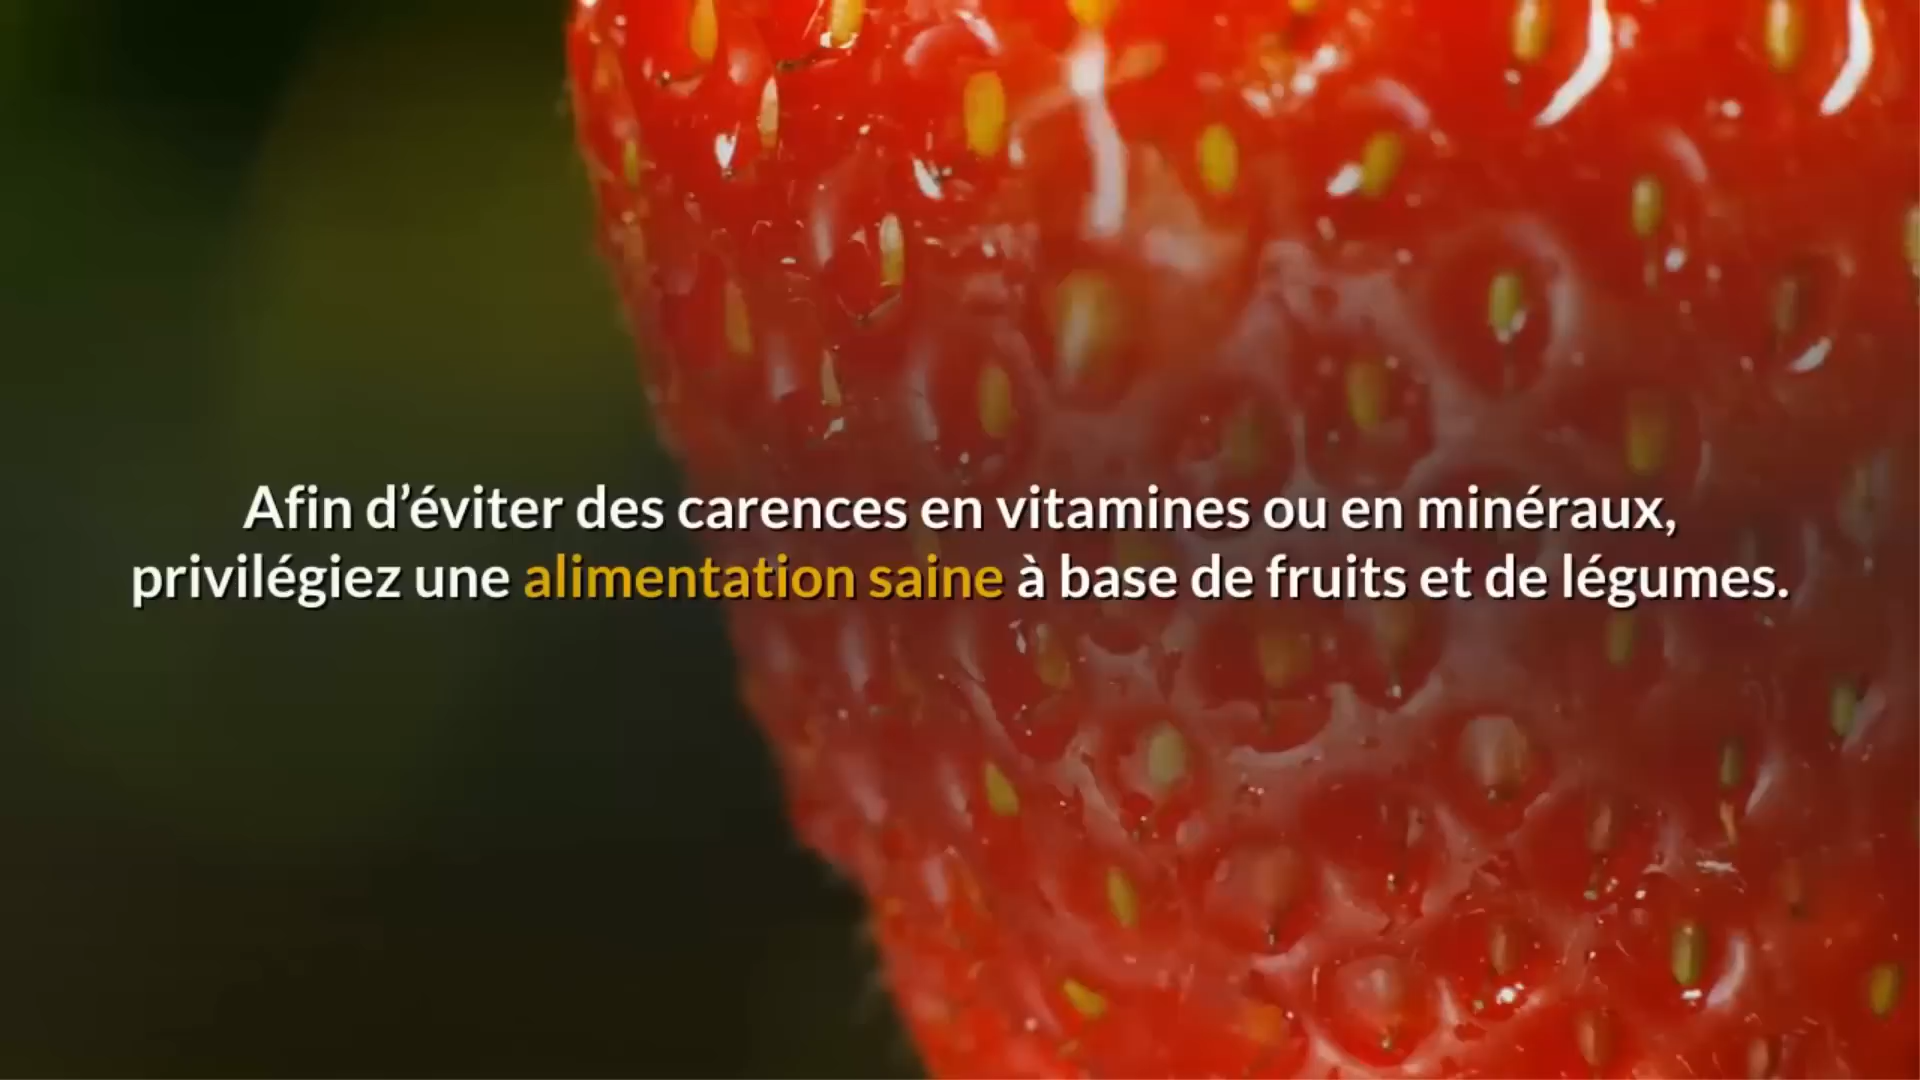 Afin d’éviter des carences en vitamines ou en minéraux,
privilégiez une alimentation saine à base de fruits et de légumes.